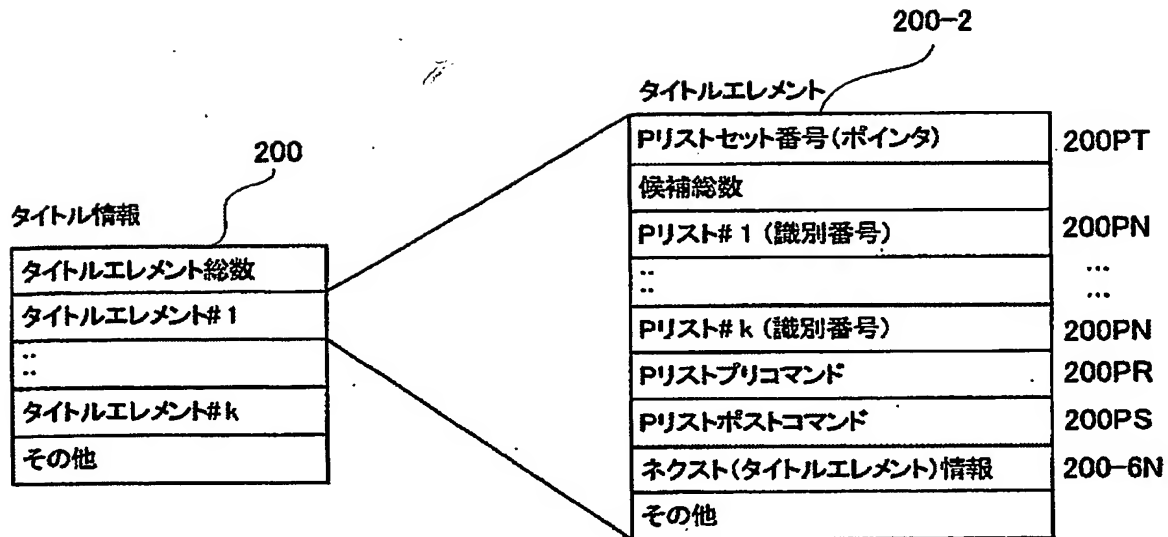 200
タイトル情報
タイトルエレメント総数
タイトルエレメント#1
::
タイトルエレメント#k
その他
200-2
タイトルエレメント
Pリストセット番号(ポインタ) 200PT
候補総数
Pリスト#1(識別番号) 200PN
:: ...
...
Pリスト#k(識別番号) 200PN
Pリストプリコマンド 200PR
Pリストポストコマンド 200PS
ネクスト(タイトルエレメント)情報 200-6N
その他